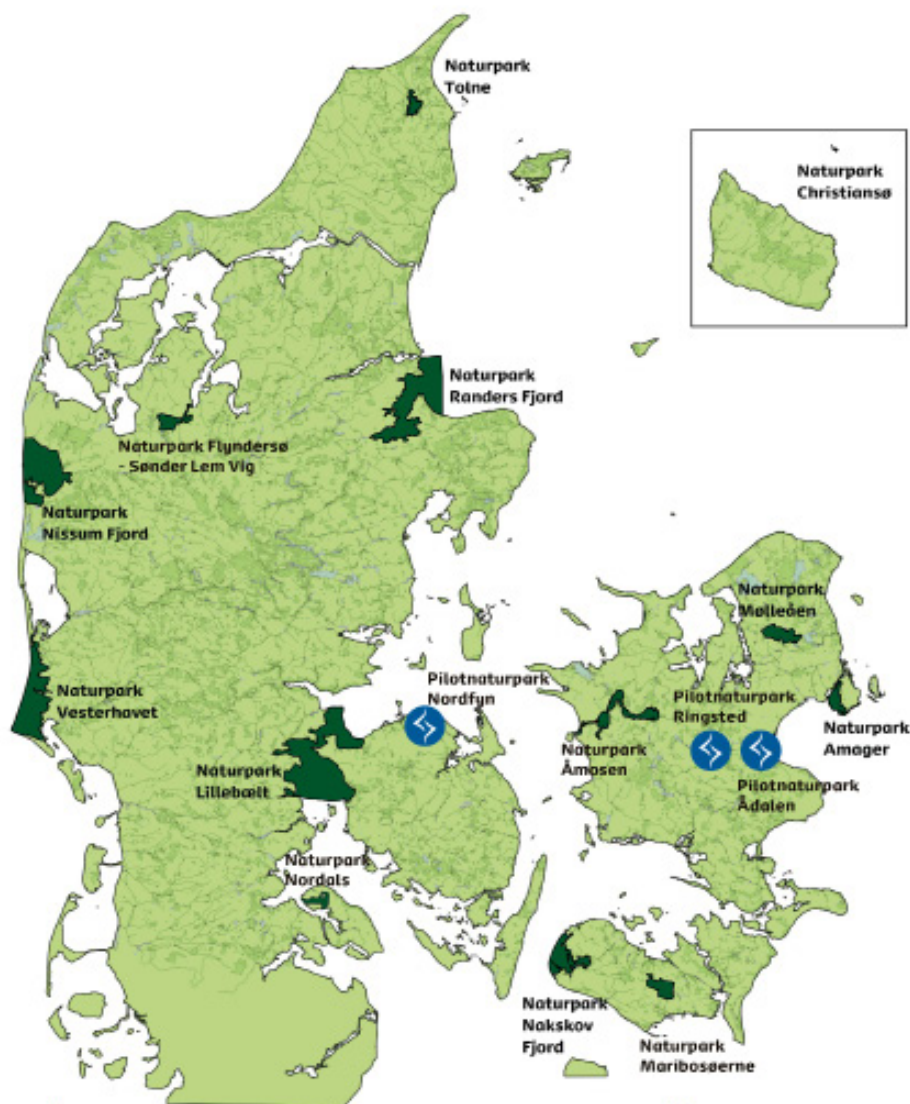 Naturpark
Tolne
Naturpark
Christiansø
Naturpark
Randers Fjord
Naturpark Flyndersø
- Sønder Lem Vig
Naturpark
Nissum Fjord
Naturpark
Mølleåen
Naturpark
Vesterhavet
Pilotnaturpark
Nordfyn
Pilotnaturpark
Ringsted
Naturpark
Amager
Naturpark
Åmosen
Naturpark
Lillebælt
Pilotnaturpark
Ådalen
Naturpark
Nordals
Naturpark
Nakskov
Fjord
Naturpark
Maribosøerne